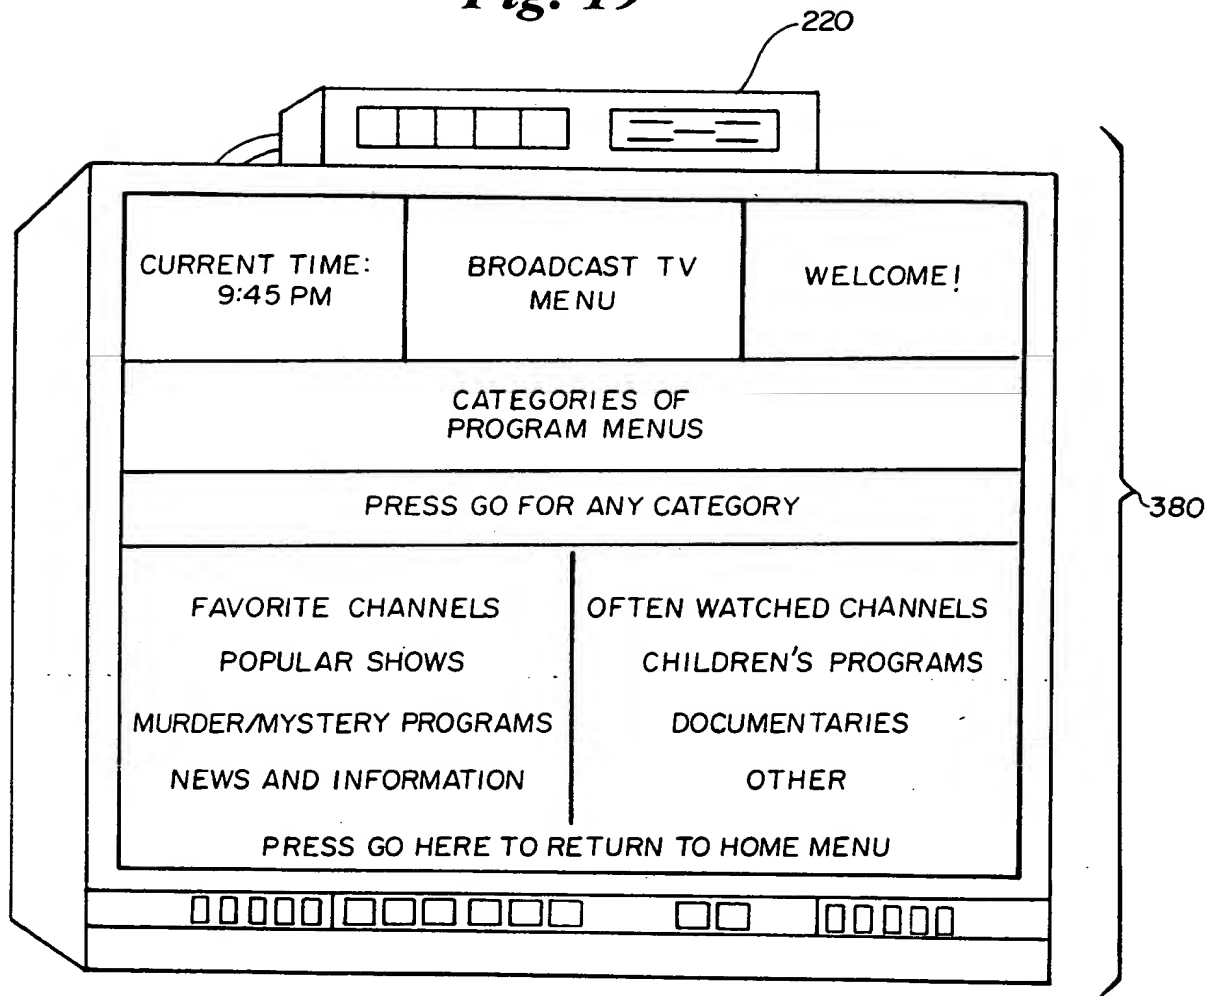 Fig. 19
220
CURRENT TIME:
9:45 PM
BROADCAST TV
MENU
WELCOME!
CATEGORIES OF
PROGRAM MENUS
PRESS GO FOR ANY CATEGORY
380
FAVORITE CHANNELS
OFTEN WATCHED CHANNELS
POPULAR SHOWS
CHILDREN'S PROGRAMS
MURDER/MYSTERY PROGRAMS
DOCUMENTARIES
NEWS AND INFORMATION
OTHER
PRESS GO HERE TO RETURN TO HOME MENU